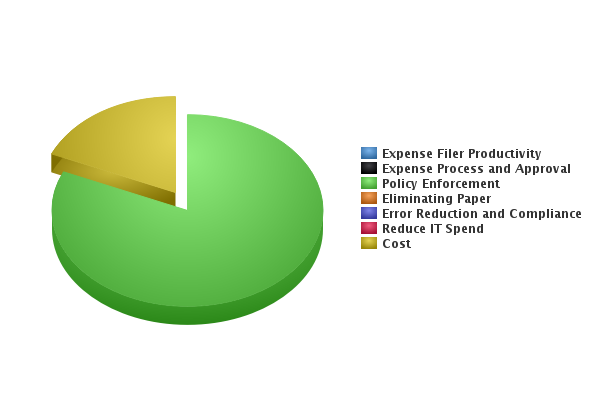 Expense Filer Productivity
Expense Process and Approval
Policy Enforcement
Eliminating Paper
Error Reduction and Compliance
Reduce IT Spend
Cost